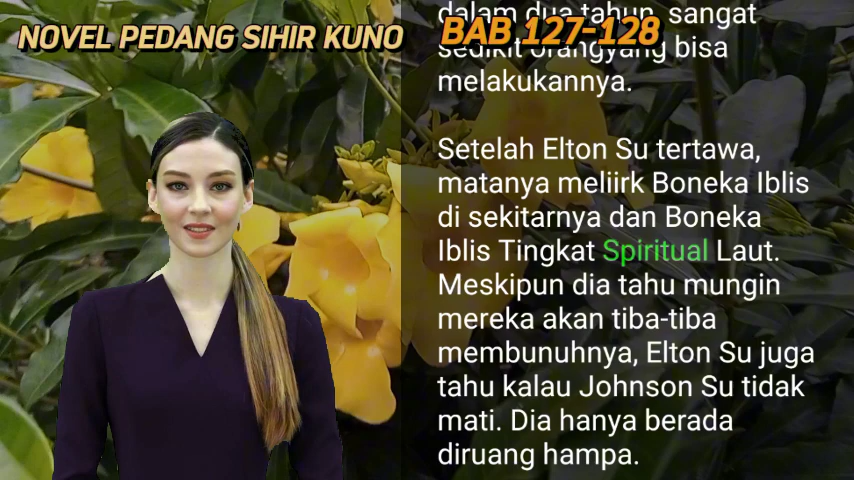 NOVEL PEDANG SIHIR KUNO
BAB 127-128
dalam dua tahun, sangat
sedikit orangyang bisa
melakukannya.
Setelah Elton Su tertawa,
matanya meliirk Boneka Iblis
di sekitarnya dan Boneka
Iblis Tingkat Spiritual Laut.
Meskipun dia tahu mungin
mereka akan tiba-tiba
membunuhnya, Elton Su juga
tahu kalau Johnson Su tidak
mati. Dia hanya berada
diruang hampa.